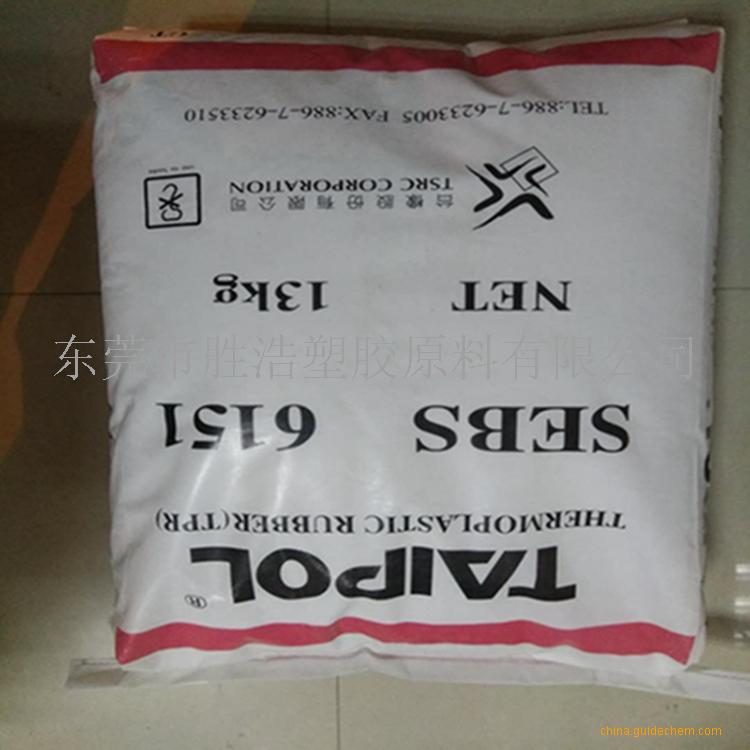 TAIPOL®
THERMOPLASTIC RUBBER(TPR)
SEBS 6151
NET 13kg
台橡股份有限公司
TSRC CORPORATION
TEL:886-7-6233005 FAX:886-7-6233510
东莞市胜浩塑胶原料有限公司
china.guidechem.com